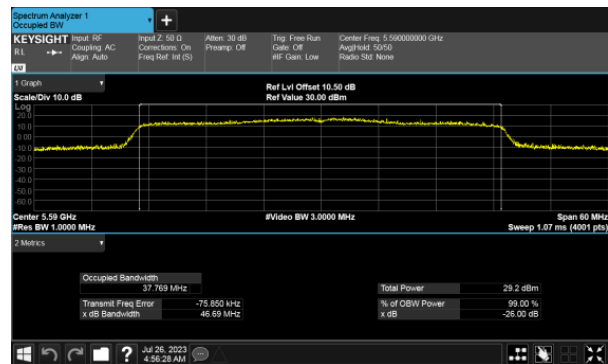 Spectrum Analyzer 1
Occupied BW
KEYSIGHT Input: RF Input Z: 50 Ω Atten: 30 dB Trig: Free Run Center Freq: 5.590000000 GHz
RL Coupling: AC Corrections: On Preamp: Off Gate: Off Avg|Hold: 50/50
Align: Auto Freq Ref: Int (S) #IF Gain: Low Radio Std: None
1 Graph
Scale/Div 10.0 dB Ref Lvl Offset 10.50 dB
Ref Value 30.00 dBm
Log
20.0
10.0
0.00
-10.0
-20.0
-30.0
-40.0
-50.0
-60.0
Center 5.59 GHz #Video BW 3.0000 MHz Span 60 MHz
#Res BW 1.0000 MHz Sweep 1.07 ms (4001 pts)
2 Metrics
Occupied Bandwidth
37.769 MHz Total Power 29.2 dBm
Transmit Freq Error -75.850 kHz % of OBW Power 99.00 %
x dB Bandwidth 46.69 MHz x dB -26.00 dB
Jul 26, 2023
4:56:28 AM